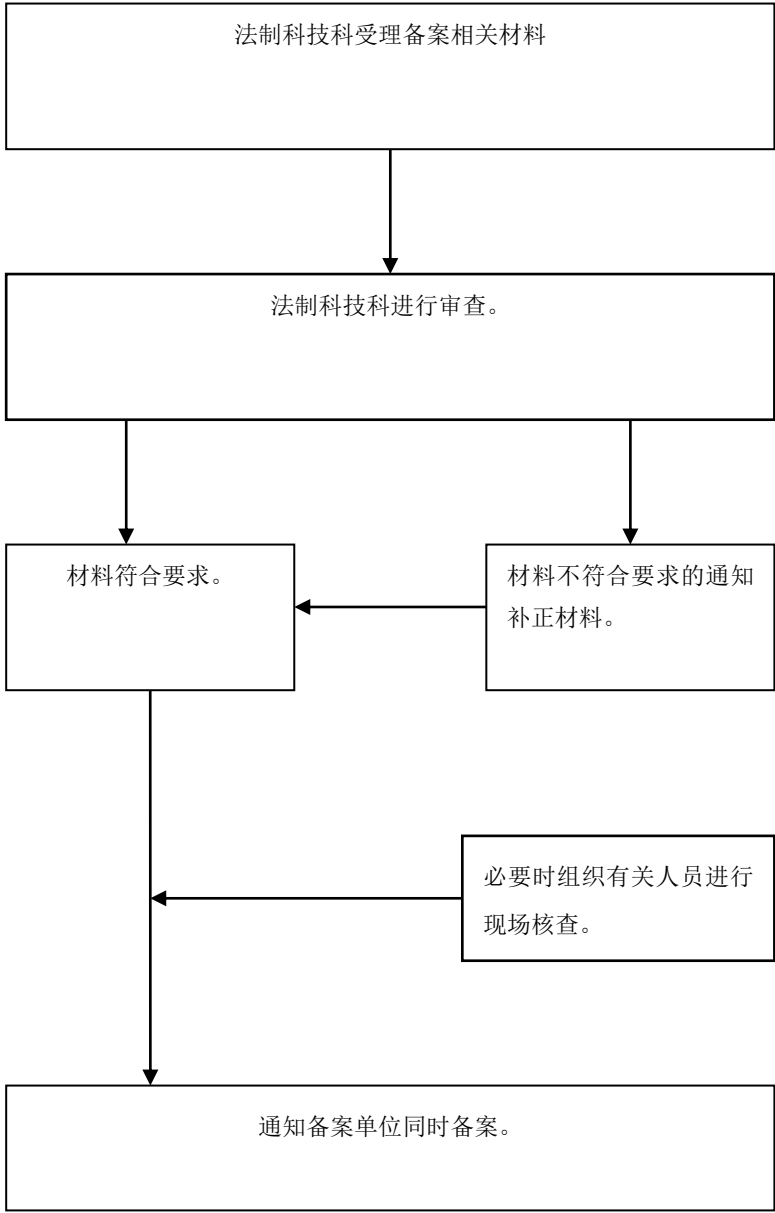 法制科技科受理备案相关材料
法制科技科进行审查。
材料符合要求。
材料不符合要求的通知
补正材料。
必要时组织有关人员进行
现场核查。
通知备案单位同时备案。